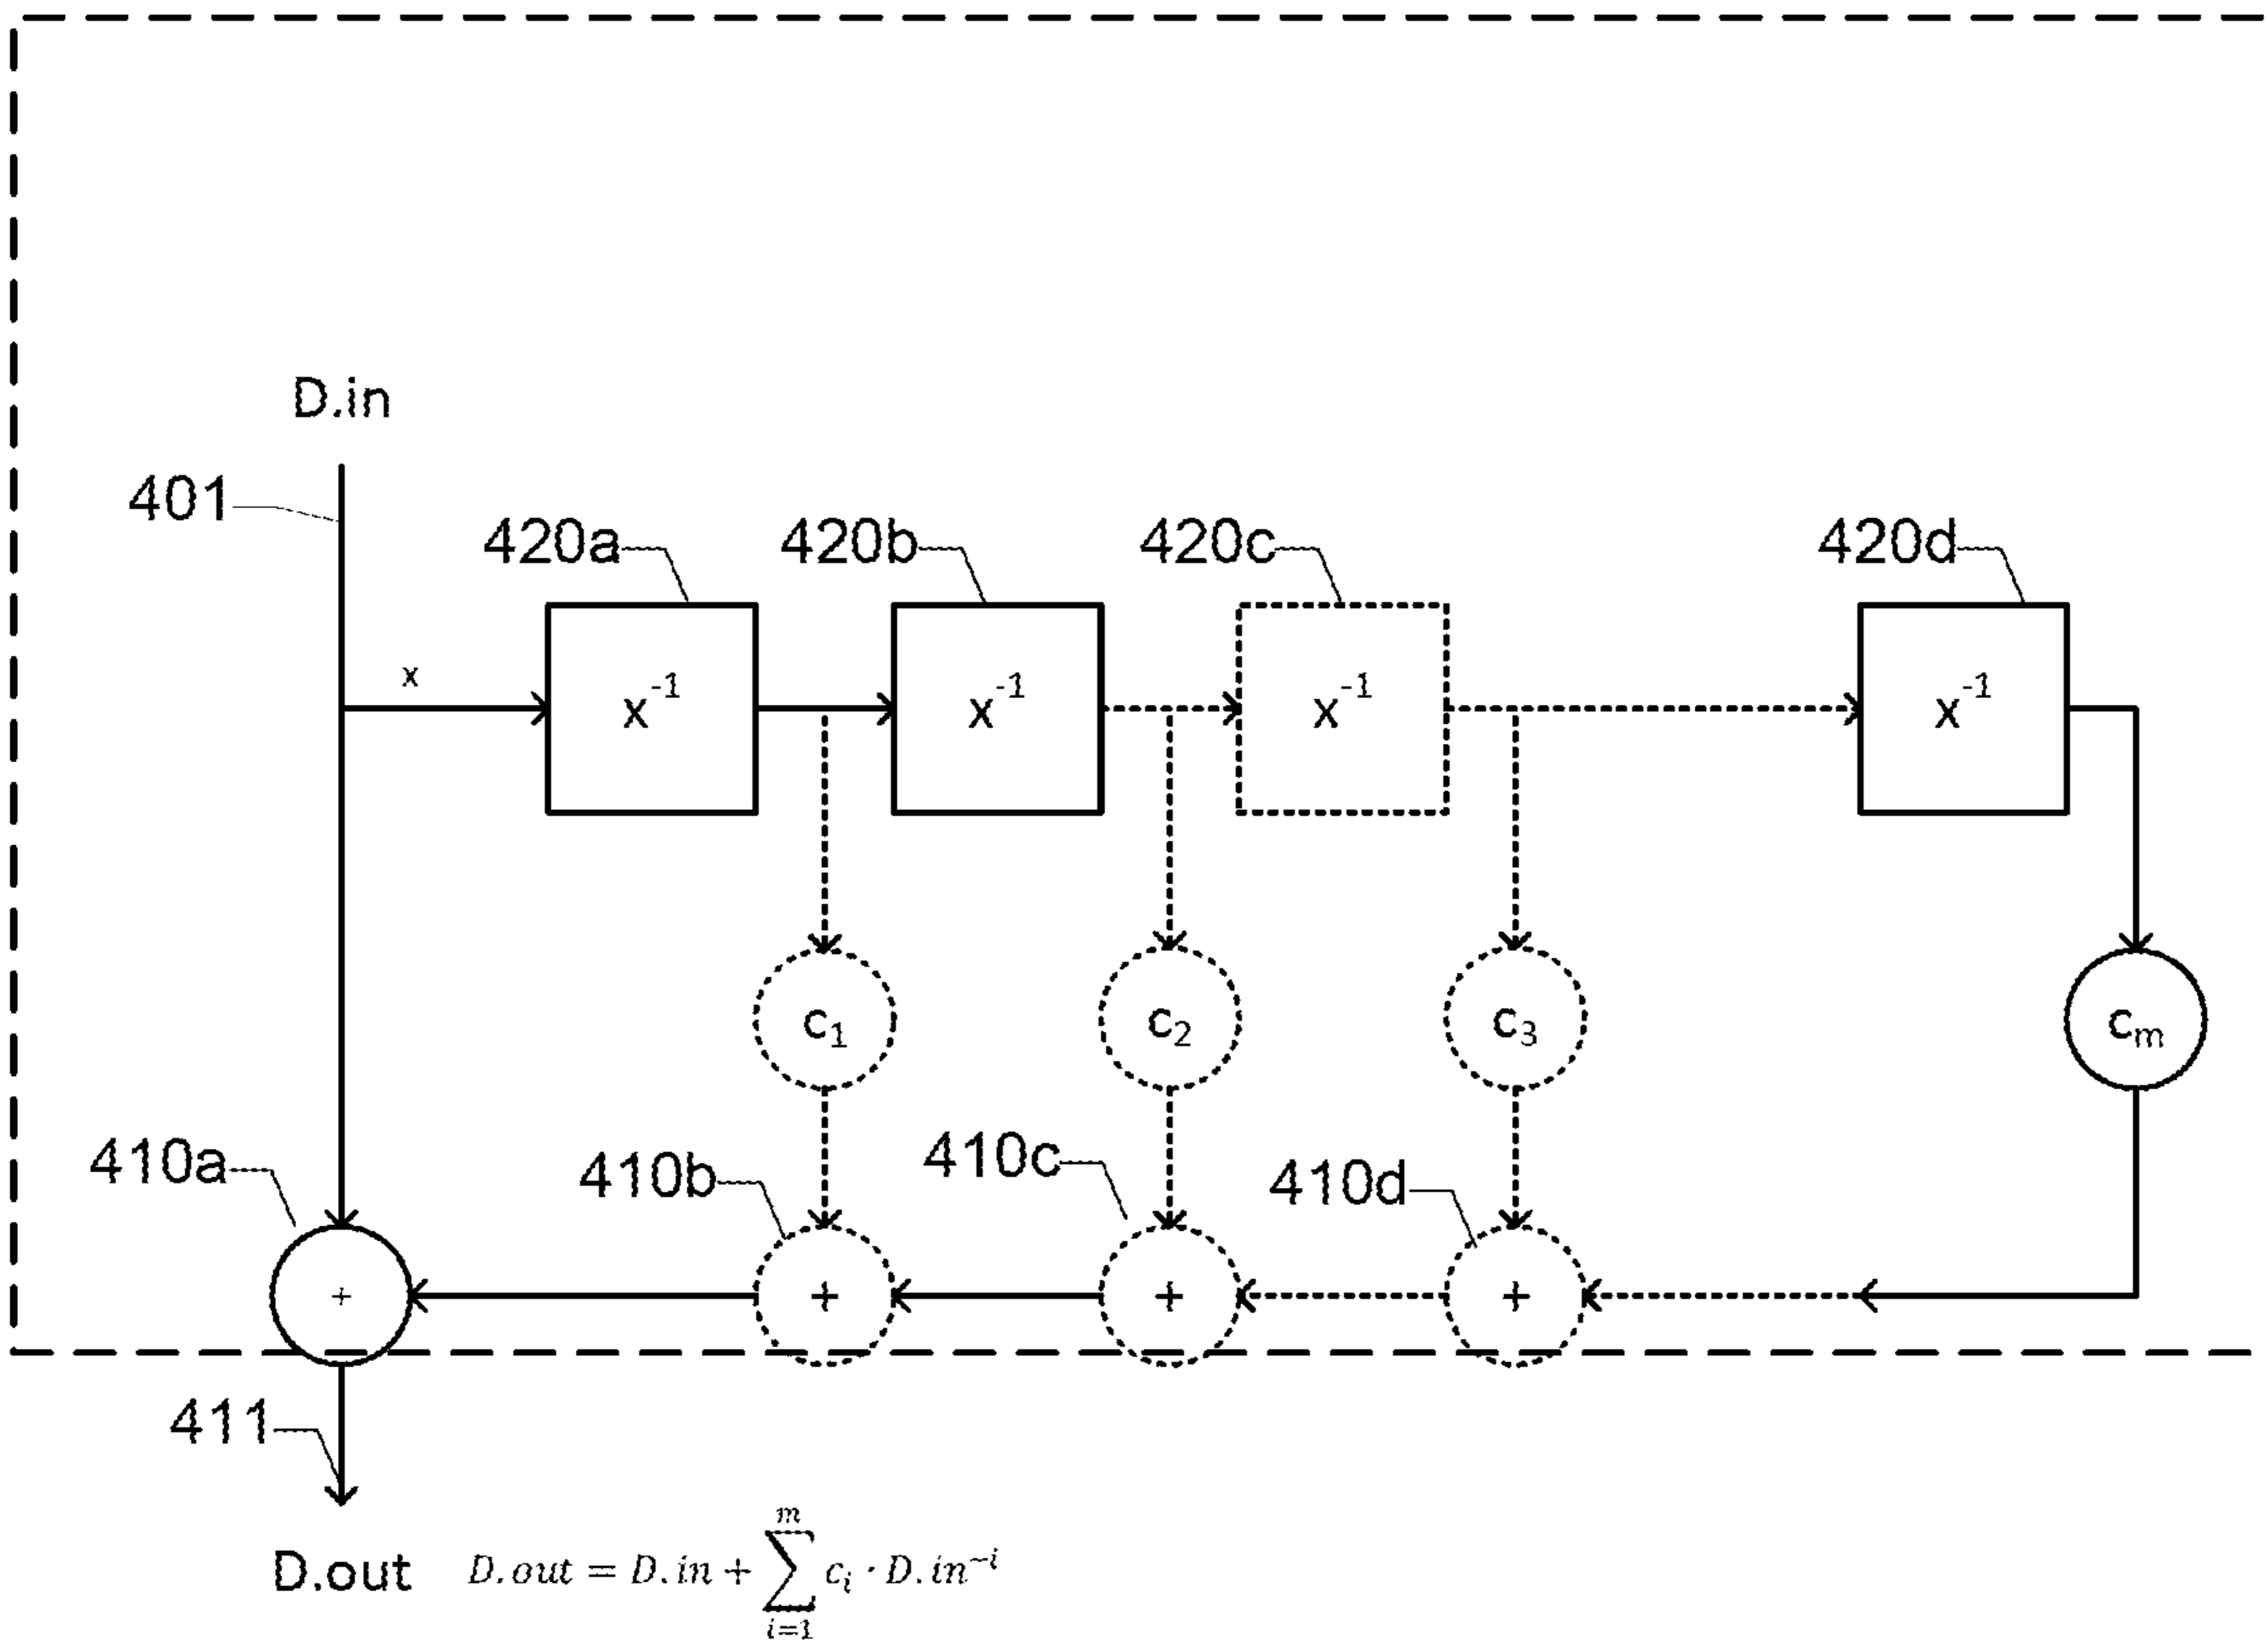 D.in
401
420a 420b 420c 420d
x
x⁻¹ x⁻¹ x⁻¹ x⁻¹
c₁ c₂ c₃ cₘ
410a 410b 410c 410d
+ + + +
411
D.out D.out = D.in + ∑_{i=1}^{m} cᵢ · D.in⁻ⁱ